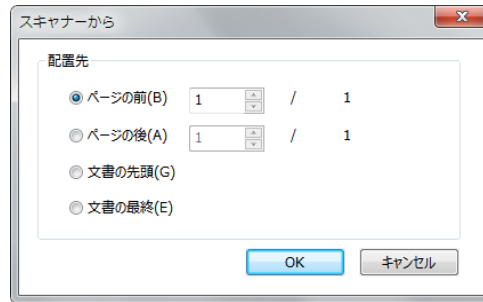 スキャナーから
配置先
ページの前(B) 1 / 1
ページの後(A) 1 / 1
文書の先頭(G)
文書の最終(E)
OK キャンセル